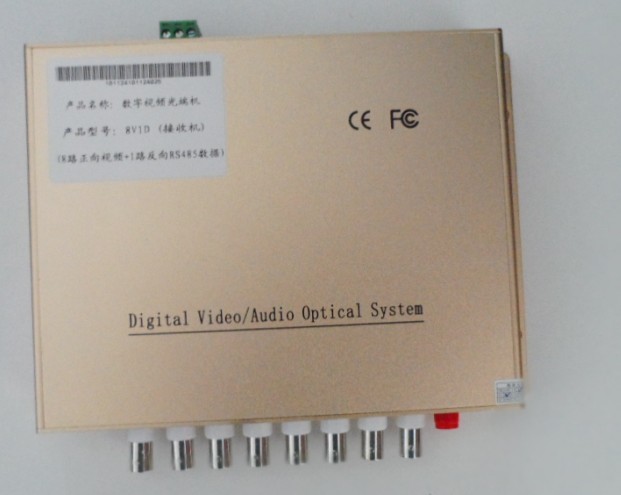 产品名称: 数字视频光端机
产品型号: 8V1D (接收机)
(8路正向视频+1路反向RS485数据)
CE FC
Digital Video/Audio Optical System